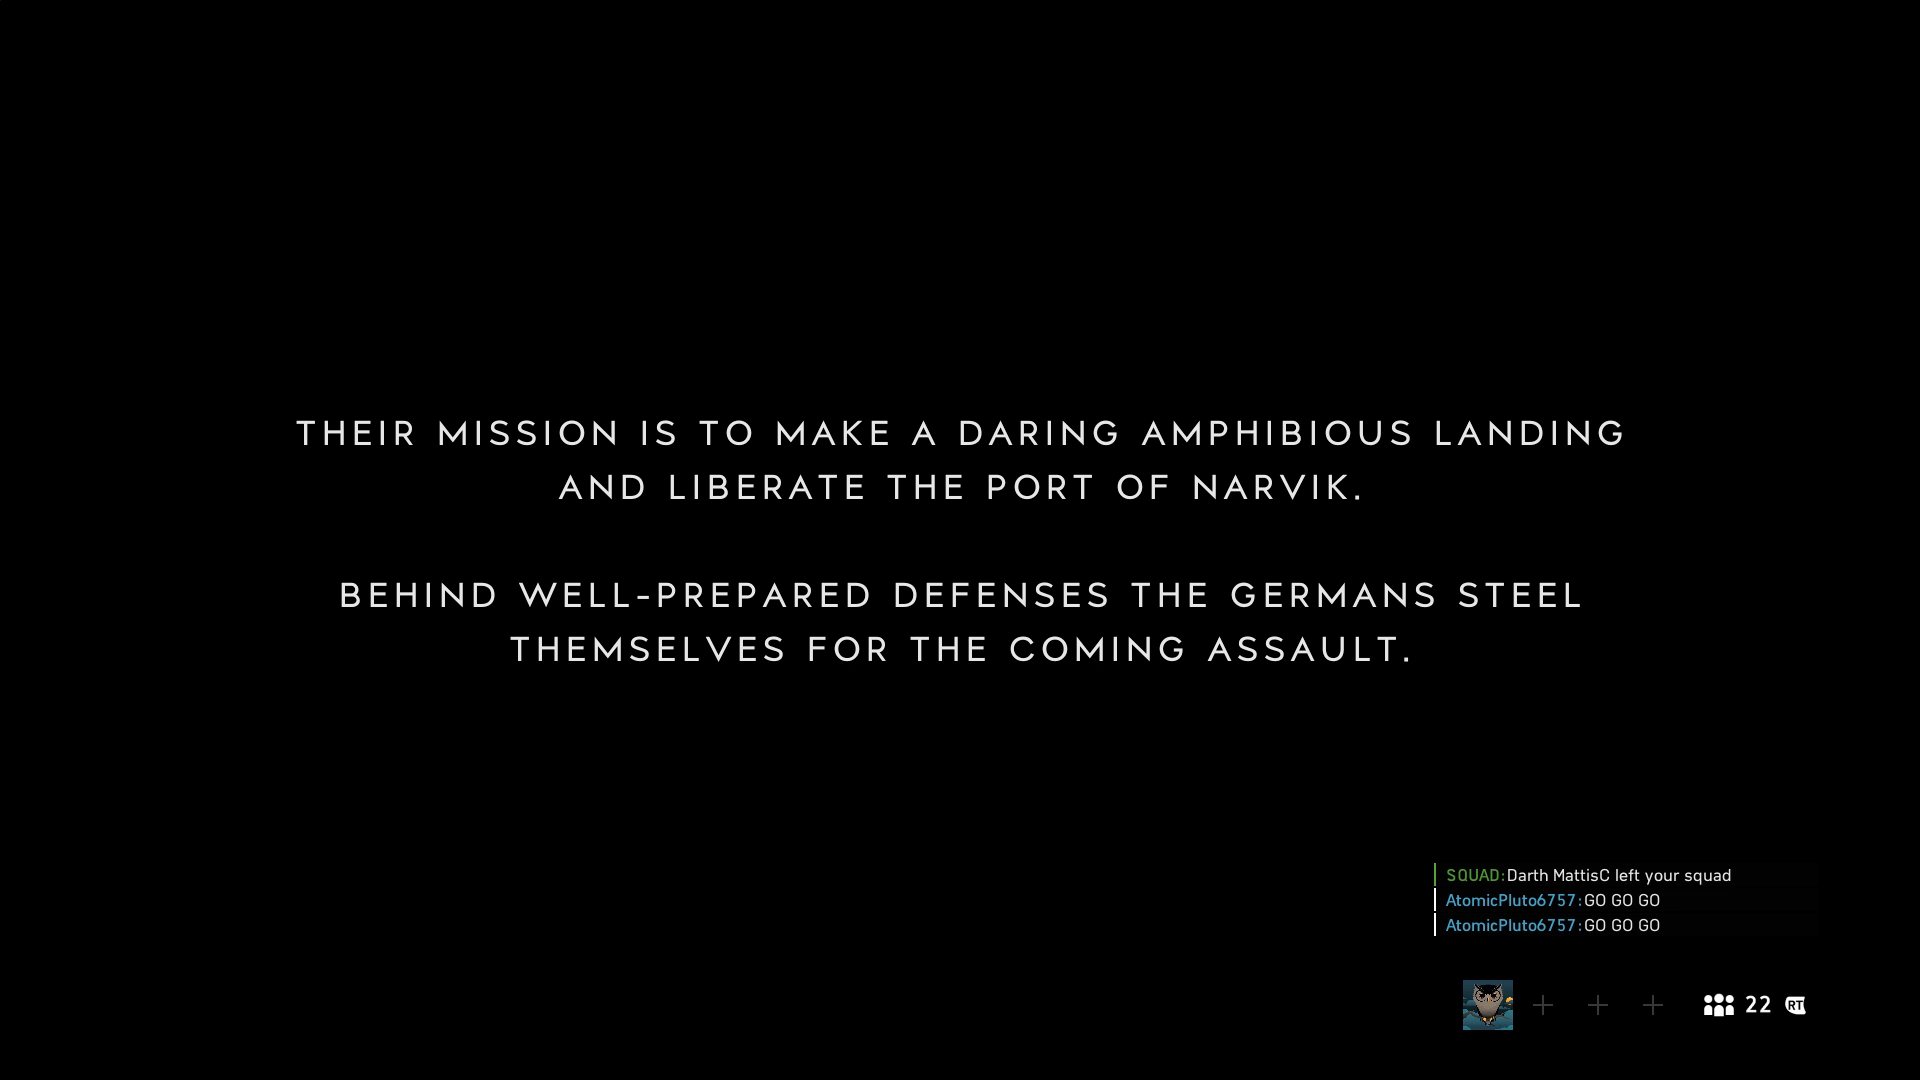 THEIR MISSION IS TO MAKE A DARING AMPHIBIOUS LANDING
AND LIBERATE THE PORT OF NARVIK.
BEHIND WELL-PREPARED DEFENSES THE GERMANS STEEL
THEMSELVES FOR THE COMING ASSAULT.
SQUAD:Darth MattisC left your squad
AtomicPluto6757:GO GO GO
AtomicPluto6757:GO GO GO
22 RT